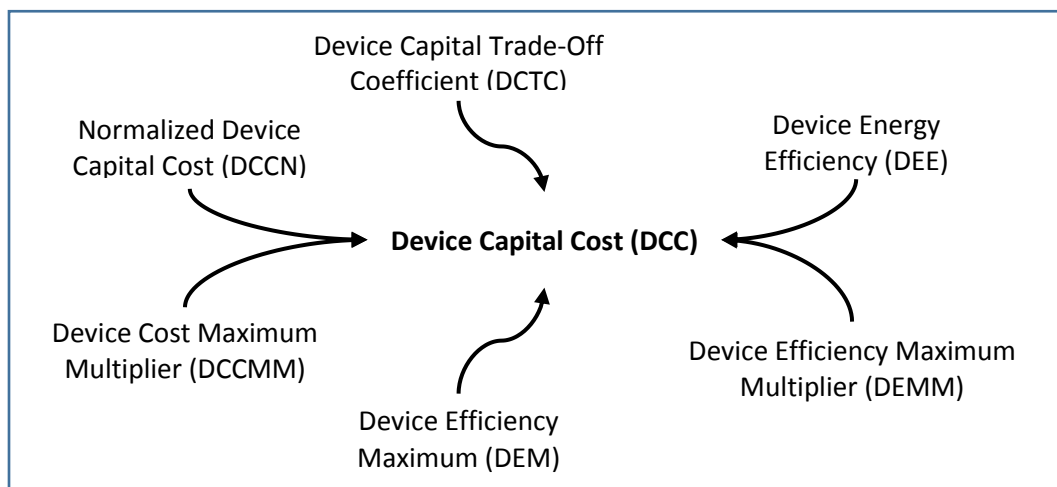 Device Capital Trade-Off
Coefficient (DCTC)
Normalized Device
Capital Cost (DCCN)
Device Energy
Efficiency (DEE)
Device Capital Cost (DCC)
Device Cost Maximum
Multiplier (DCCMM)
Device Efficiency Maximum
Multiplier (DEMM)
Device Efficiency
Maximum (DEM)